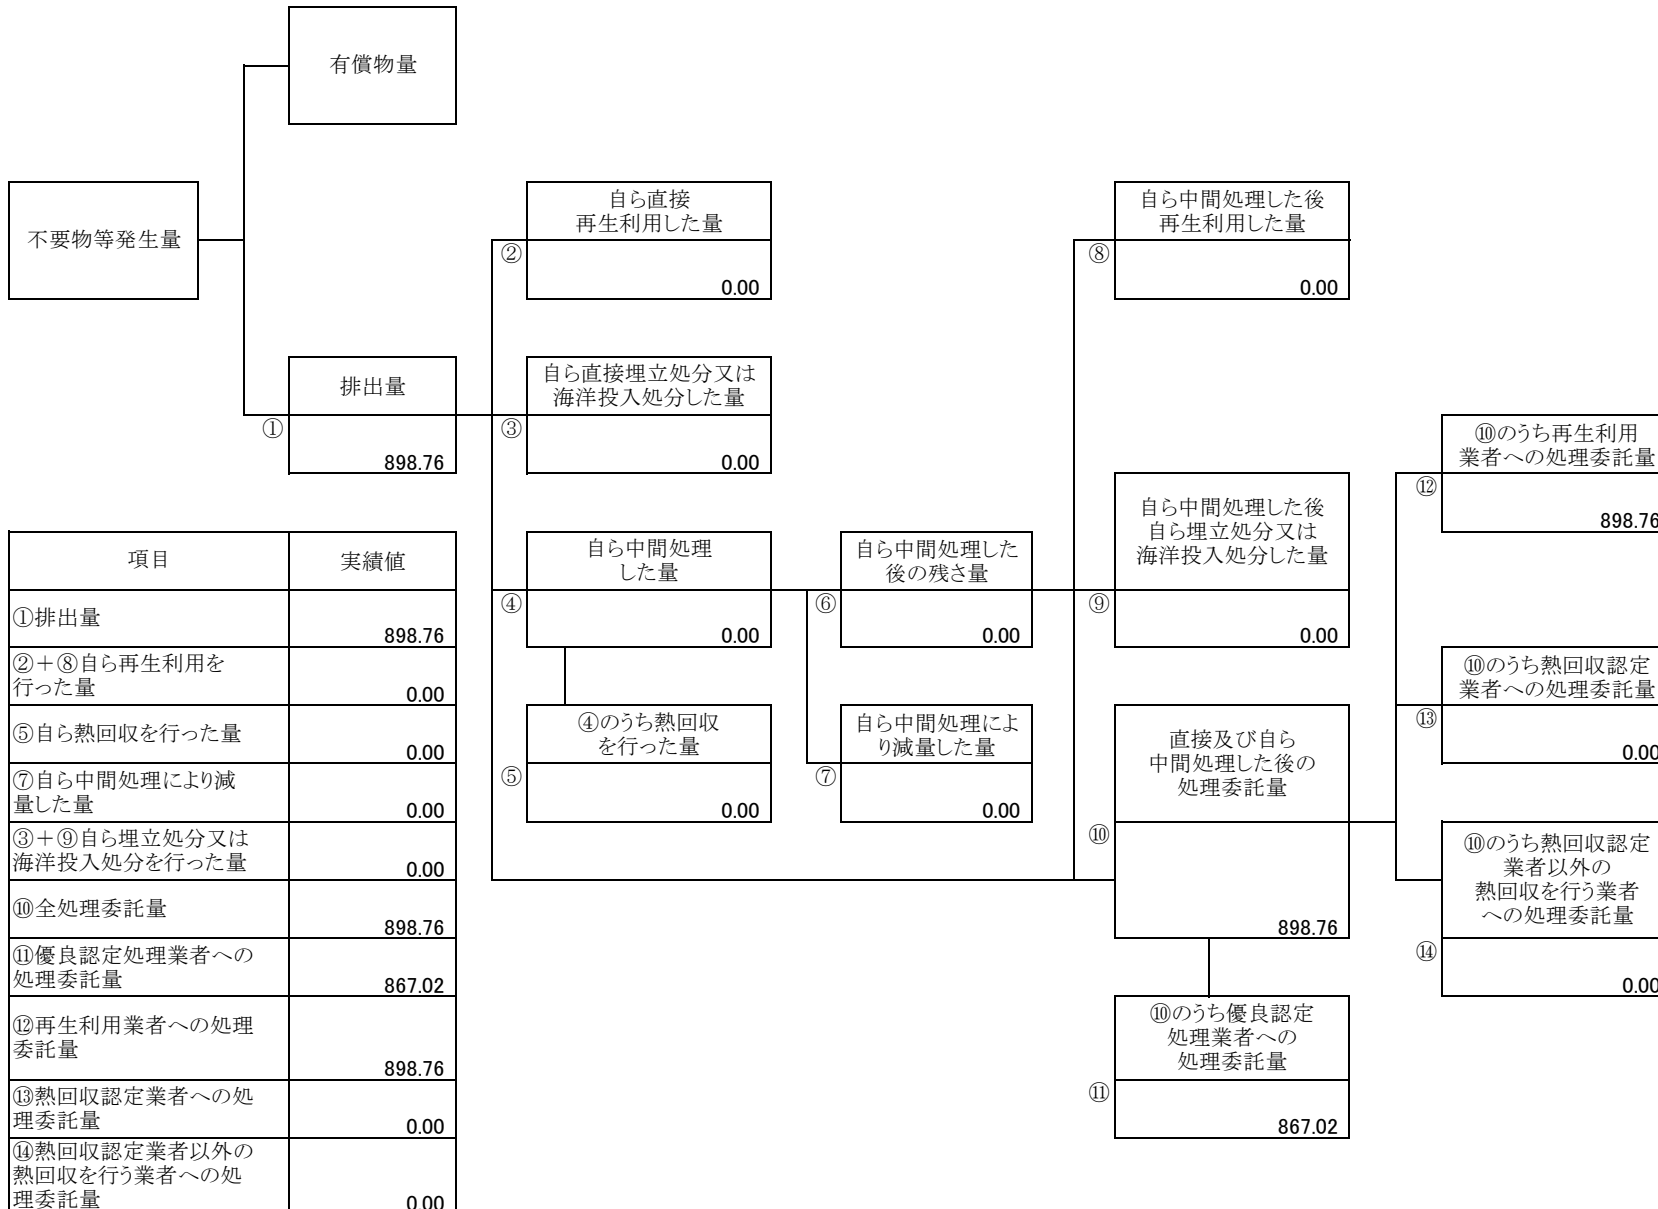 有償物量
不要物等発生量
自ら直接
再生利用した量
②
0.00
自ら中間処理した後
再生利用した量
⑧
0.00
排出量
①
898.76
自ら直接埋立処分又は
海洋投入処分した量
③
0.00
⑩のうち再生利用
業者への処理委託量
⑫
898.76
自ら中間処理した後
自ら埋立処分又は
海洋投入処分した量
⑨
0.00
自ら中間処理
した量
④
0.00
自ら中間処理した
後の残さ量
⑥
0.00
⑩のうち熱回収認定
業者への処理委託量
⑬
0.00
④のうち熱回収
を行った量
⑤
0.00
自ら中間処理によ
り減量した量
⑦
0.00
直接及び自ら
中間処理した後の
処理委託量
⑩
898.76
⑩のうち熱回収認定
業者以外の
熱回収を行う業者
への処理委託量
⑭
0.00
⑩のうち優良認定
処理業者への
処理委託量
⑪
867.02
項目 実績値
①排出量
898.76
②+⑧自ら再生利用を
行った量 0.00
⑤自ら熱回収を行った量
0.00
⑦自ら中間処理により減
量した量 0.00
③+⑨自ら埋立処分又は
海洋投入処分を行った量 0.00
⑩全処理委託量
898.76
⑪優良認定処理業者への
処理委託量 867.02
⑫再生利用業者への処理
委託量
898.76
⑬熱回収認定業者への処
理委託量 0.00
⑭熱回収認定業者以外の
熱回収を行う業者への処
理委託量 0.00